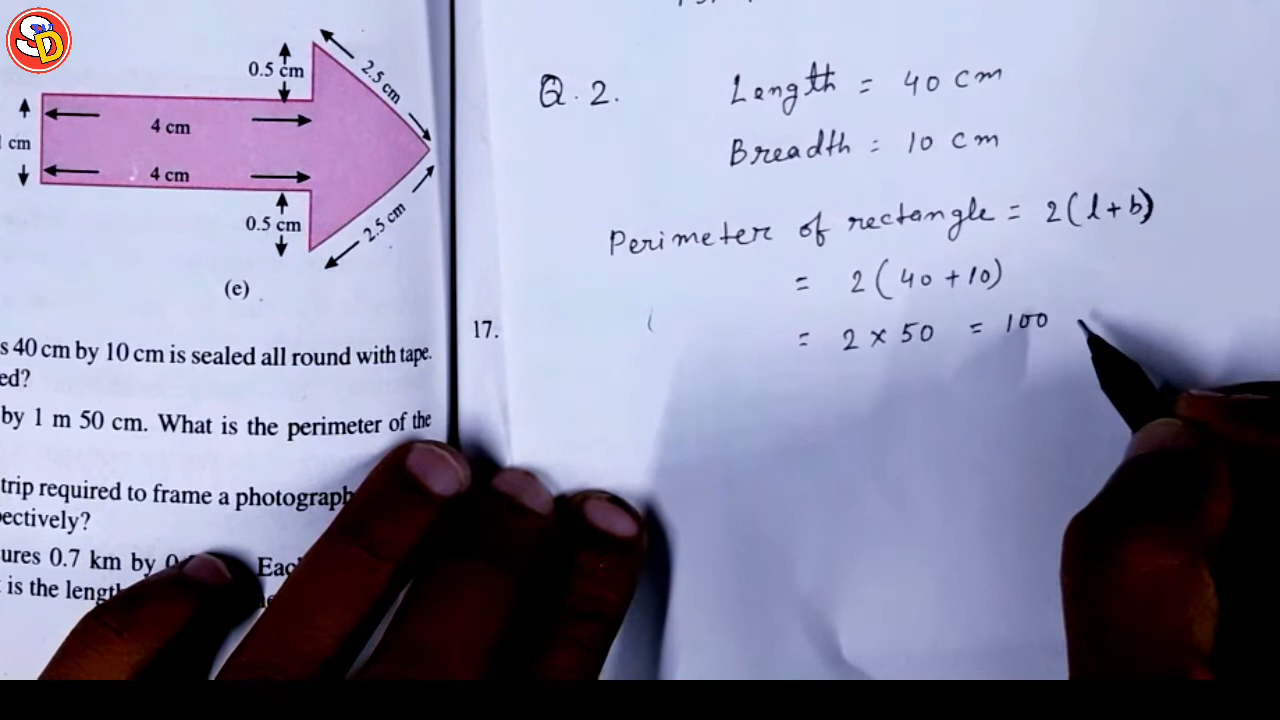 SD
0.5 cm
2.5 cm
4 cm
cm
4 cm
0.5 cm
2.5 cm
(e)
s 40 cm by 10 cm is sealed all round with tape.
ed?
by 1 m 50 cm. What is the perimeter of the
trip required to frame a photograph
ectively?
ures 0.7 km by
is the
17.
Q. 2. Length = 40 cm
Breadth = 10 cm
Perimeter of rectangle = 2(l+b)
= 2(40+10)
= 2 × 50 = 100